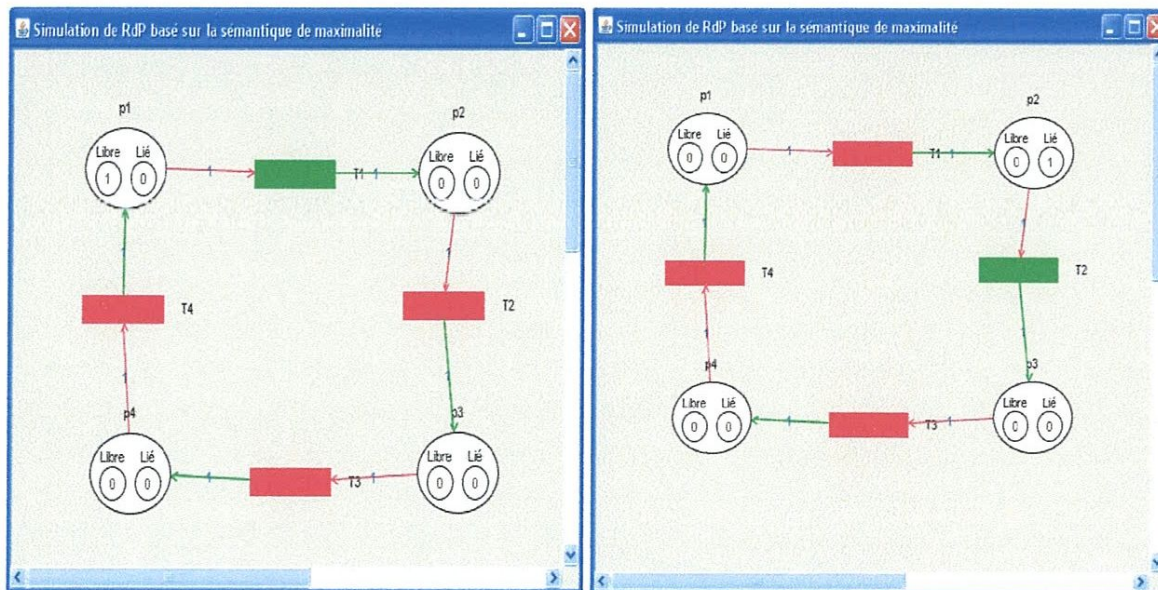 Simulation de RdP basé sur la sémantique de maximalité
p1
p2
Libre Lié
1 0
Libre Lié
0 0
1
T1 1
1
1
T4
T2
1
1
p4
p3
Libre Lié
0 0
Libre Lié
0 0
1
T3 1
Simulation de RdP basé sur la sémantique de maximalité
p1
p2
Libre Lié
0 0
Libre Lié
0 1
1
T1 1
1
1
T4
T2
1
1
p4
p3
Libre Lié
0 0
Libre Lié
0 0
1
T3 1